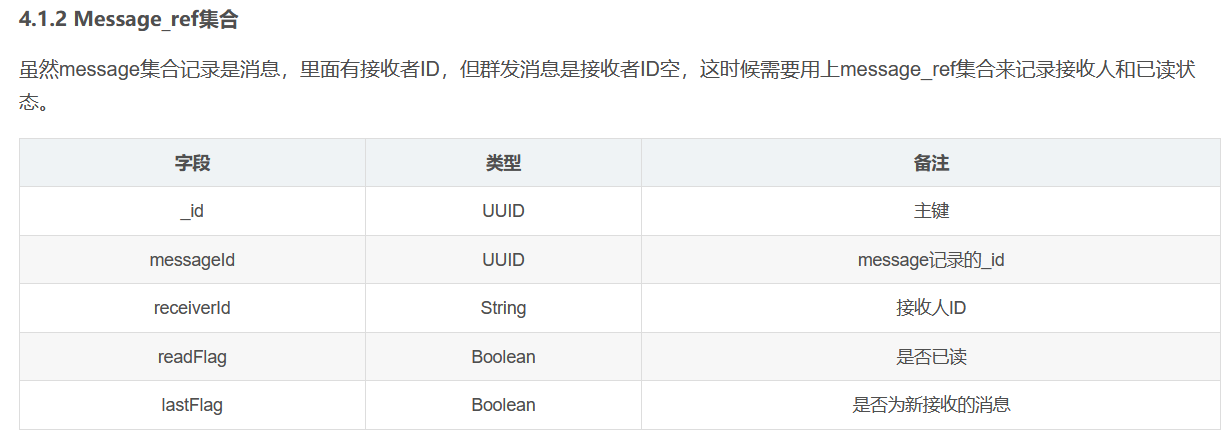 4.1.2 Message_ref集合
虽然message集合记录是消息，里面有接收者ID，但群发消息是接收者ID空，这时候需要用上message_ref集合来记录接收人和已读状
态。
字段 类型 备注
_id UUID 主键
messageId UUID message记录的_id
receiverId String 接收人ID
readFlag Boolean 是否已读
lastFlag Boolean 是否为新接收的消息